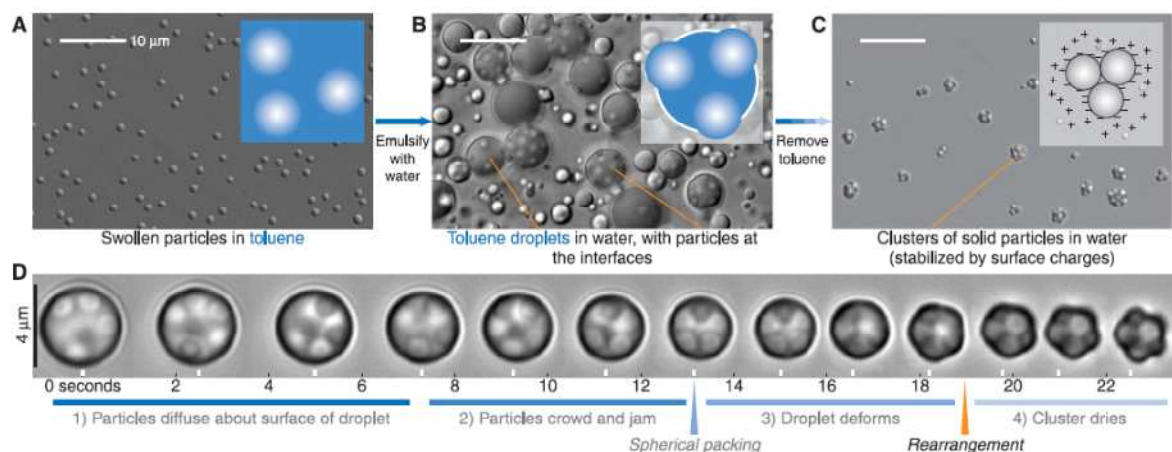 A
10 μm
Swollen particles in toluene
Emulsify
with
water
B
Toluene droplets in water, with particles at
the interfaces
Remove
toluene
C
Clusters of solid particles in water
(stabilized by surface charges)
D
4 μm
0 seconds 2 4 6 8 10 12 14 16 18 20 22
1) Particles diffuse about surface of droplet
2) Particles crowd and jam
3) Droplet deforms
4) Cluster dries
Spherical packing
Rearrangement